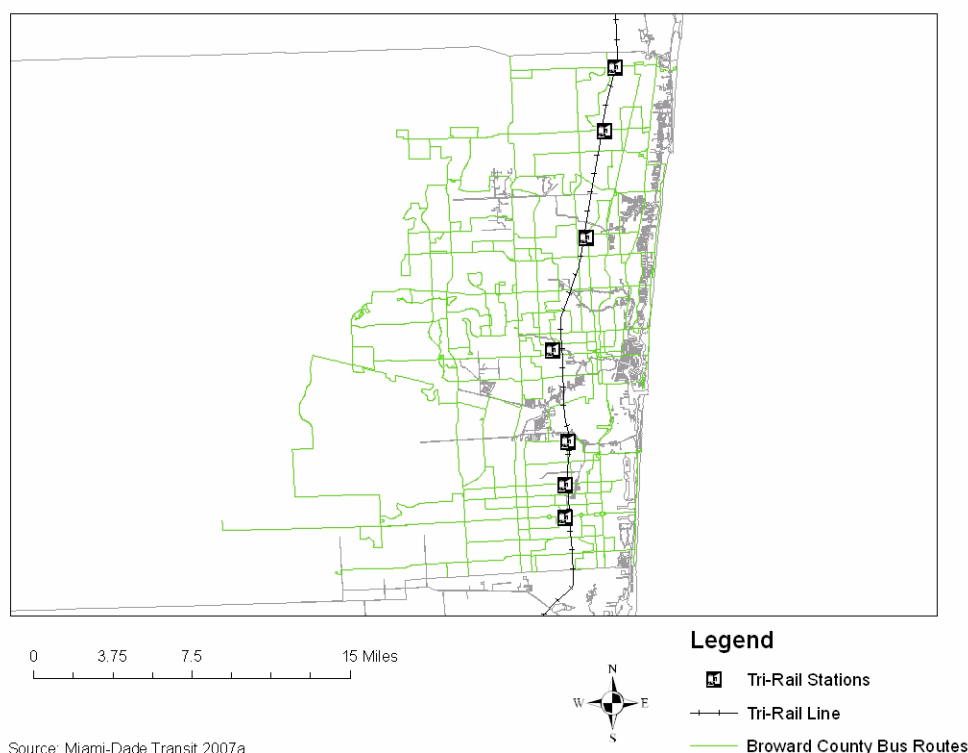 0 3.75 7.5 15 Miles
N
W E
S
Legend
Tri-Rail Stations
Tri-Rail Line
Broward County Bus Routes
Source: Miami-Dade Transit 2007a